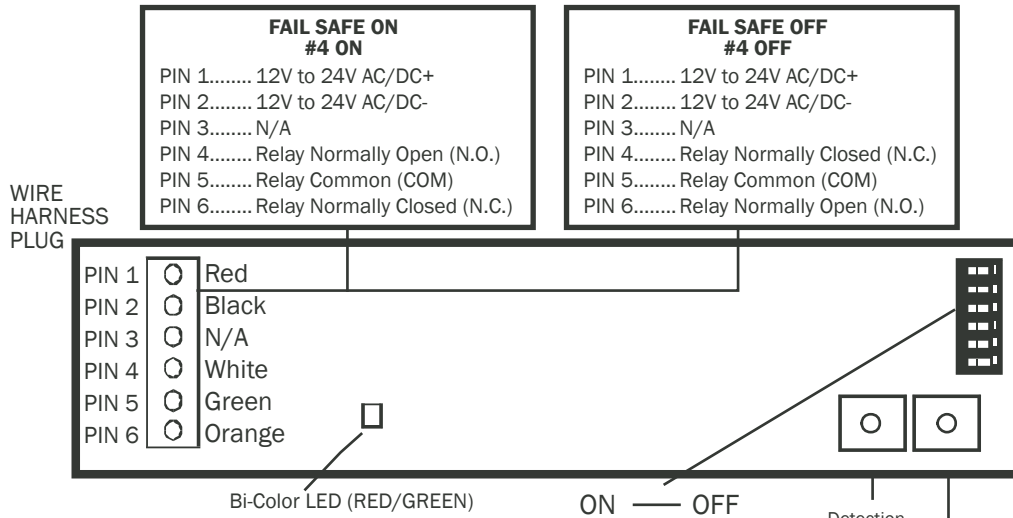 FAIL SAFE ON
#4 ON
PIN 1........ 12V to 24V AC/DC+
PIN 2........ 12V to 24V AC/DC-
PIN 3........ N/A
PIN 4........ Relay Normally Open (N.O.)
PIN 5........ Relay Common (COM)
PIN 6........ Relay Normally Closed (N.C.)
FAIL SAFE OFF
#4 OFF
PIN 1........ 12V to 24V AC/DC+
PIN 2........ 12V to 24V AC/DC-
PIN 3........ N/A
PIN 4........ Relay Normally Closed (N.C.)
PIN 5........ Relay Common (COM)
PIN 6........ Relay Normally Open (N.O.)
WIRE
HARNESS
PLUG
PIN 1 Red
PIN 2 Black
PIN 3 N/A
PIN 4 White
PIN 5 Green
PIN 6 Orange
Bi-Color LED (RED/GREEN)
ON — OFF
Detection